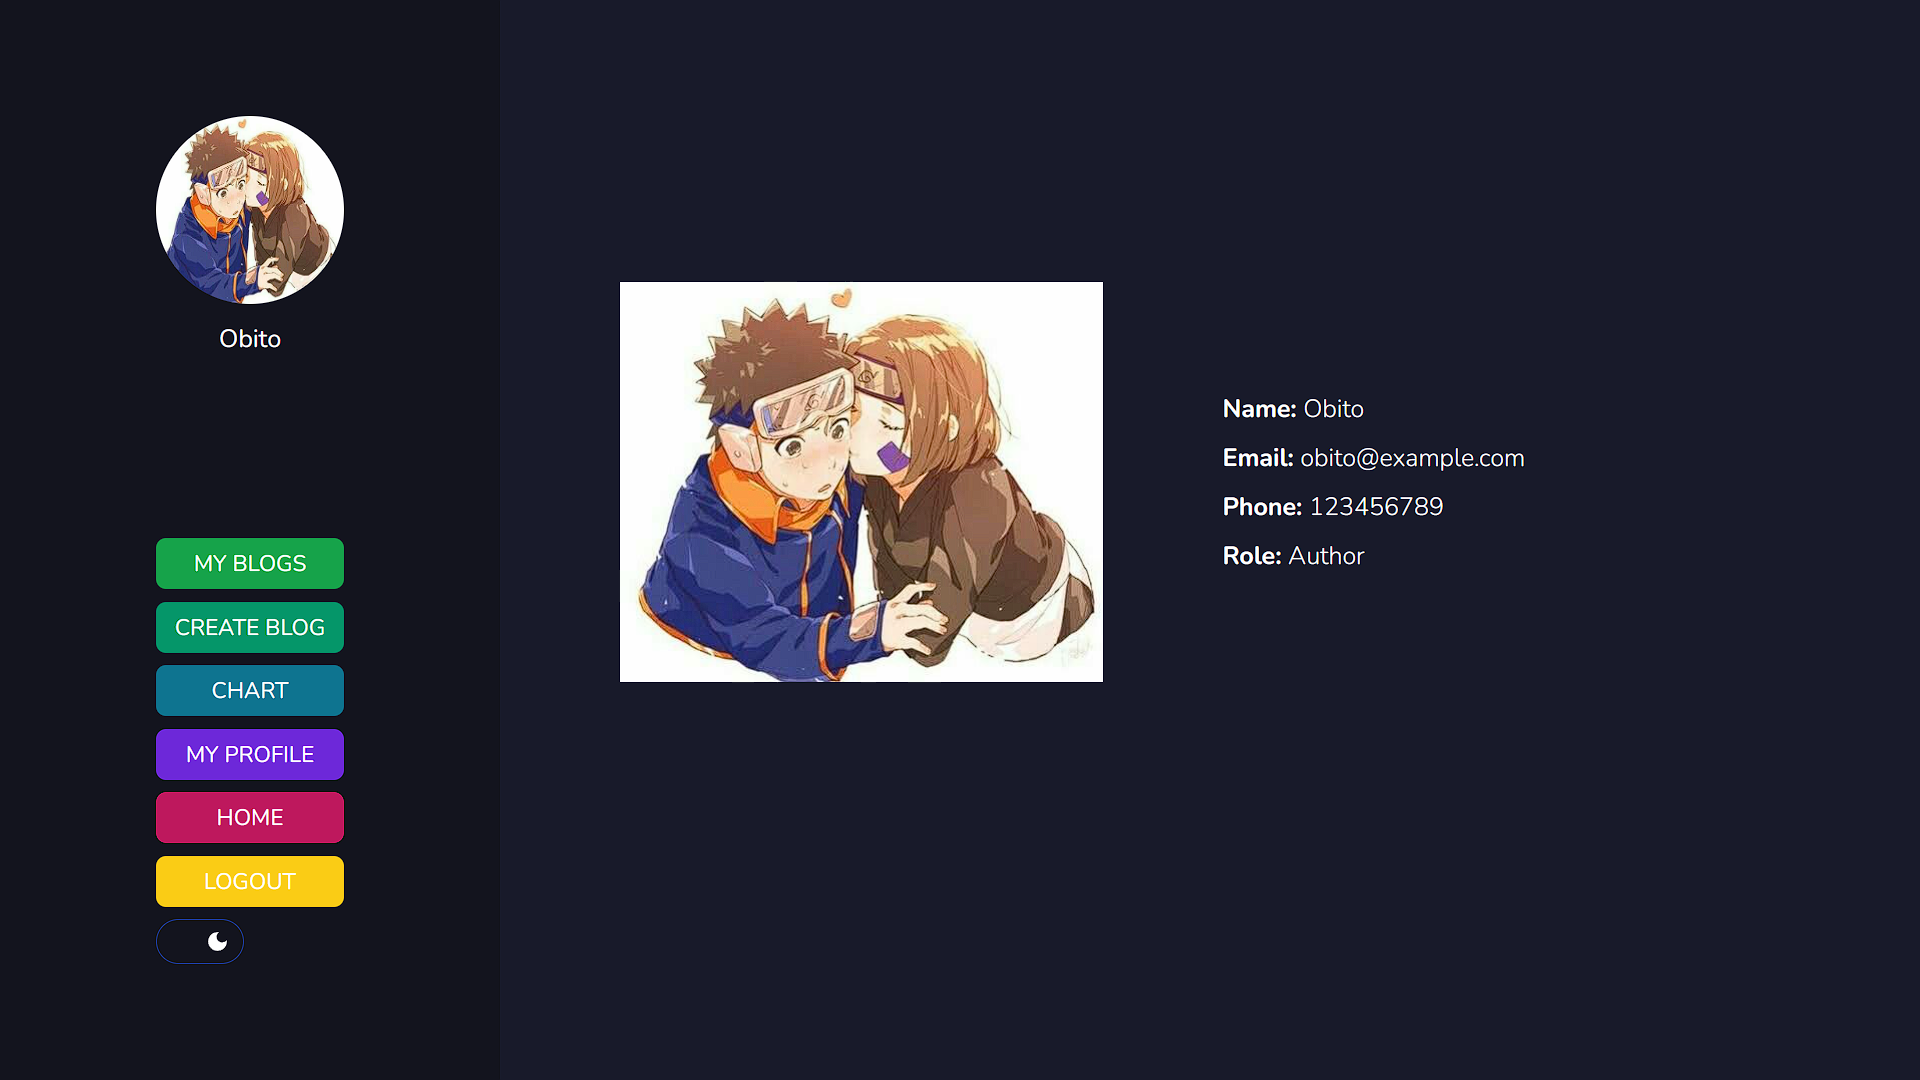 Obito
MY BLOGS
CREATE BLOG
CHART
MY PROFILE
HOME
LOGOUT
Name: Obito
Email: obito@example.com
Phone: 123456789
Role: Author